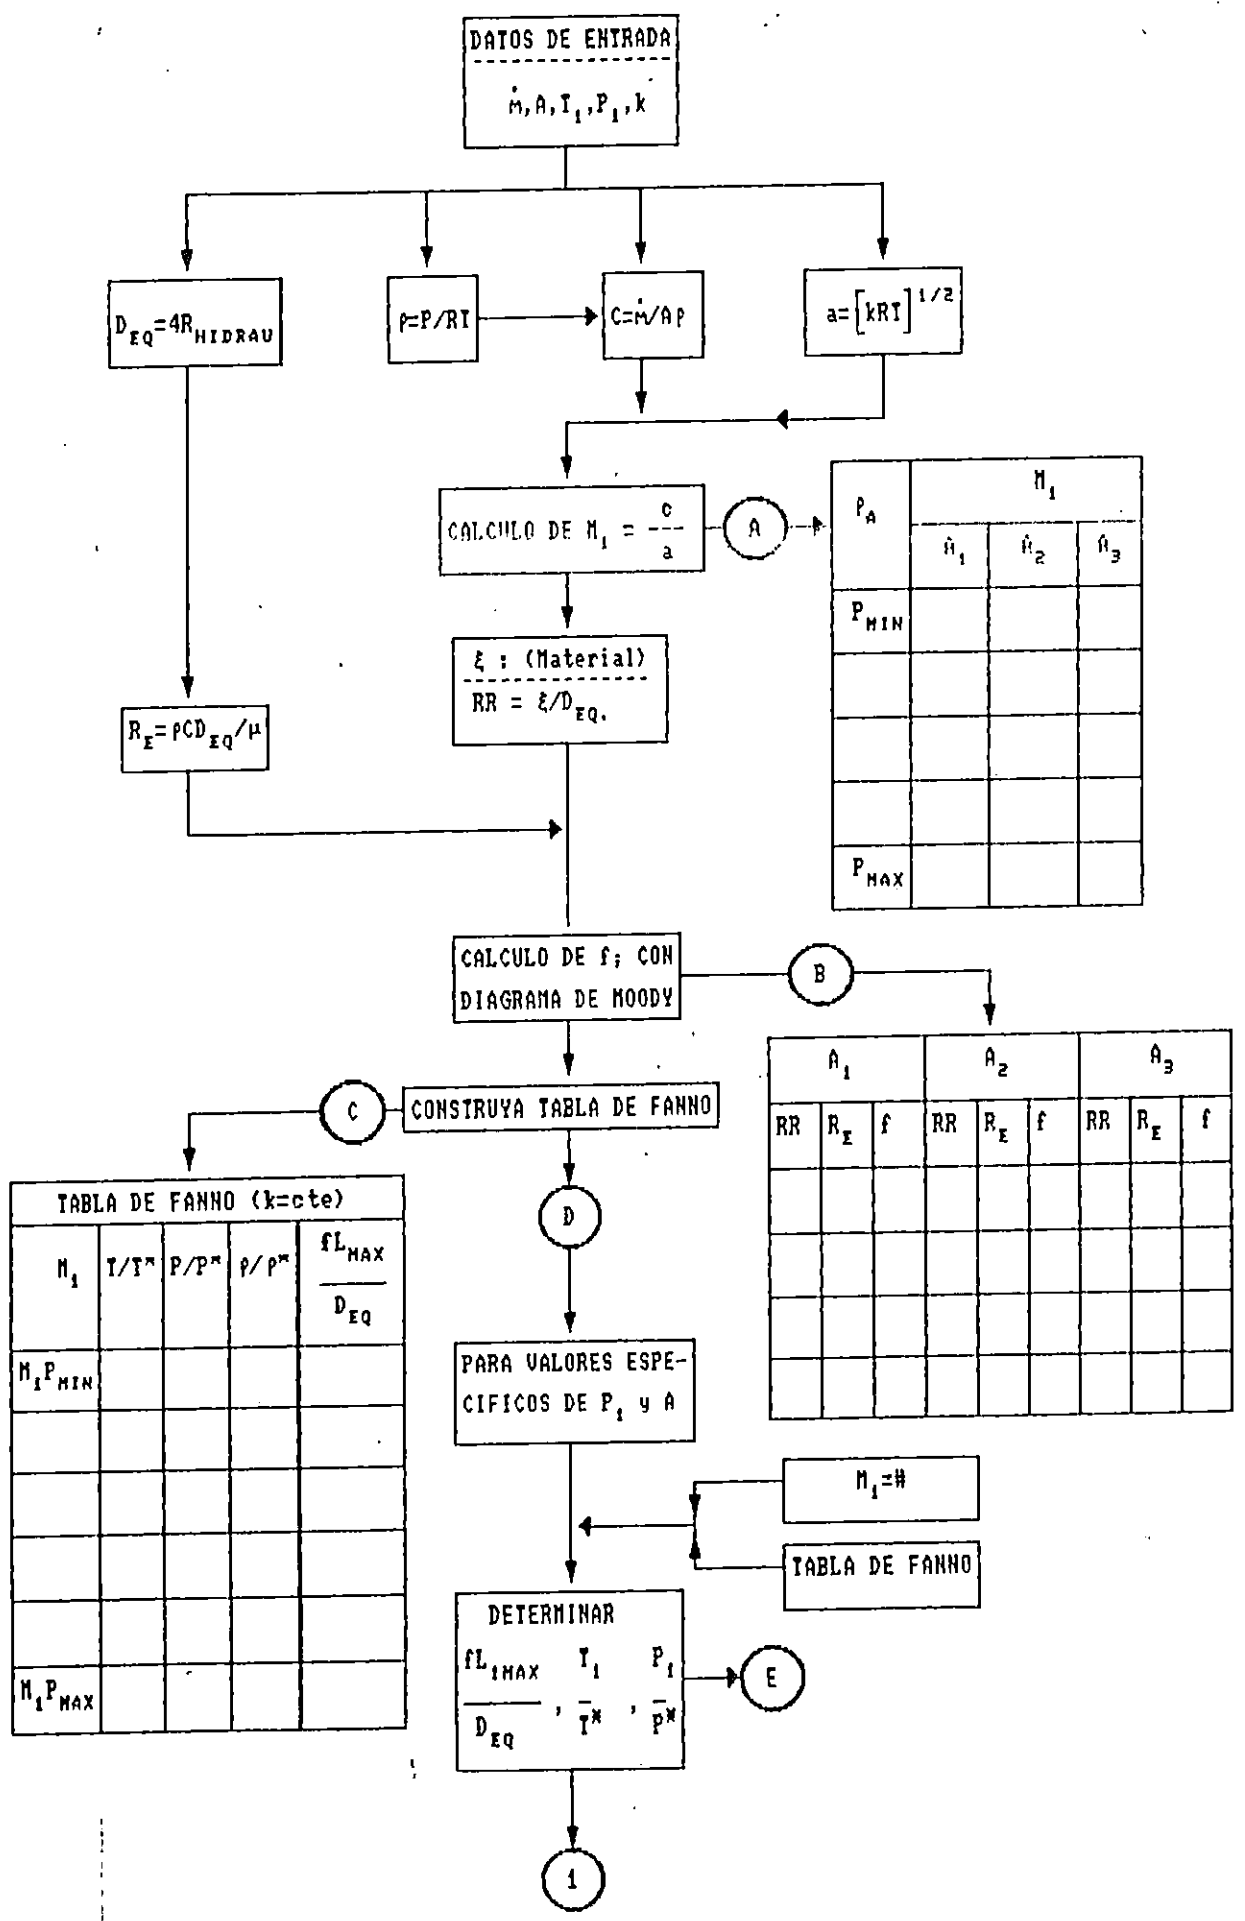 DATOS DE ENTRADA
ṁ, A, T₁, P₁, k
D_EQ=4R_HIDRAU
ρ=P/RT
C=ṁ/Aρ
a=[kRT]^1/2
CALCULO DE M₁ = c/a
A
P_A
M₁
A₁ A₂ A₃
P_MIN
P_MAX
ξ : (Material)
RR = ξ/D_EQ.
R_E=ρCD_EQ/μ
CALCULO DE f; CON
DIAGRAMA DE MOODY
B
A₁ A₂ A₃
RR R_E f RR R_E f RR R_E f
CONSTRUYA TABLA DE FANNO
C
TABLA DE FANNO (k=cte)
M₁ T/T* P/P* ρ/ρ* fL_MAX/D_EQ
M₁P_MIN
M₁P_MAX
D
PARA VALORES ESPE-
CIFICOS DE P₁ y A
M₁=#
TABLA DE FANNO
DETERMINAR
fL_1MAX/D_EQ, T₁/T*, P₁/P*
E
1